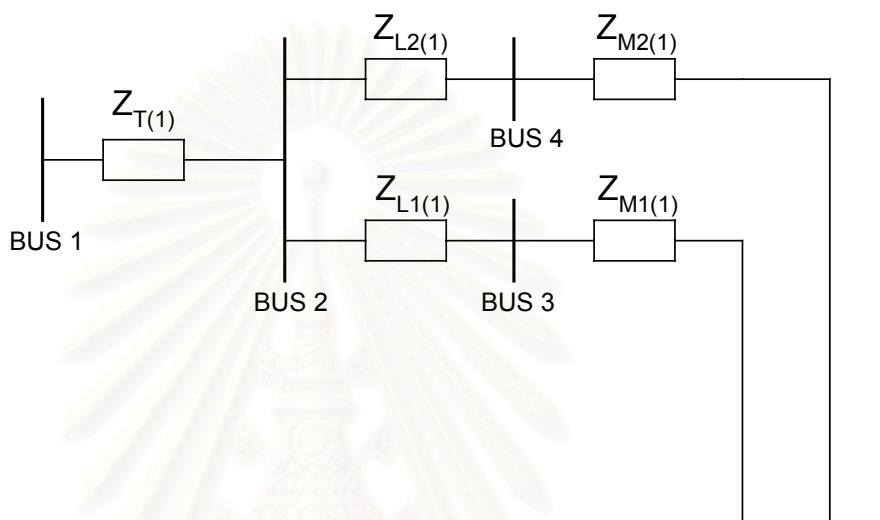 Z_L2(1)
Z_M2(1)
Z_T(1)
BUS 4
Z_L1(1)
Z_M1(1)
BUS 1
BUS 2
BUS 3